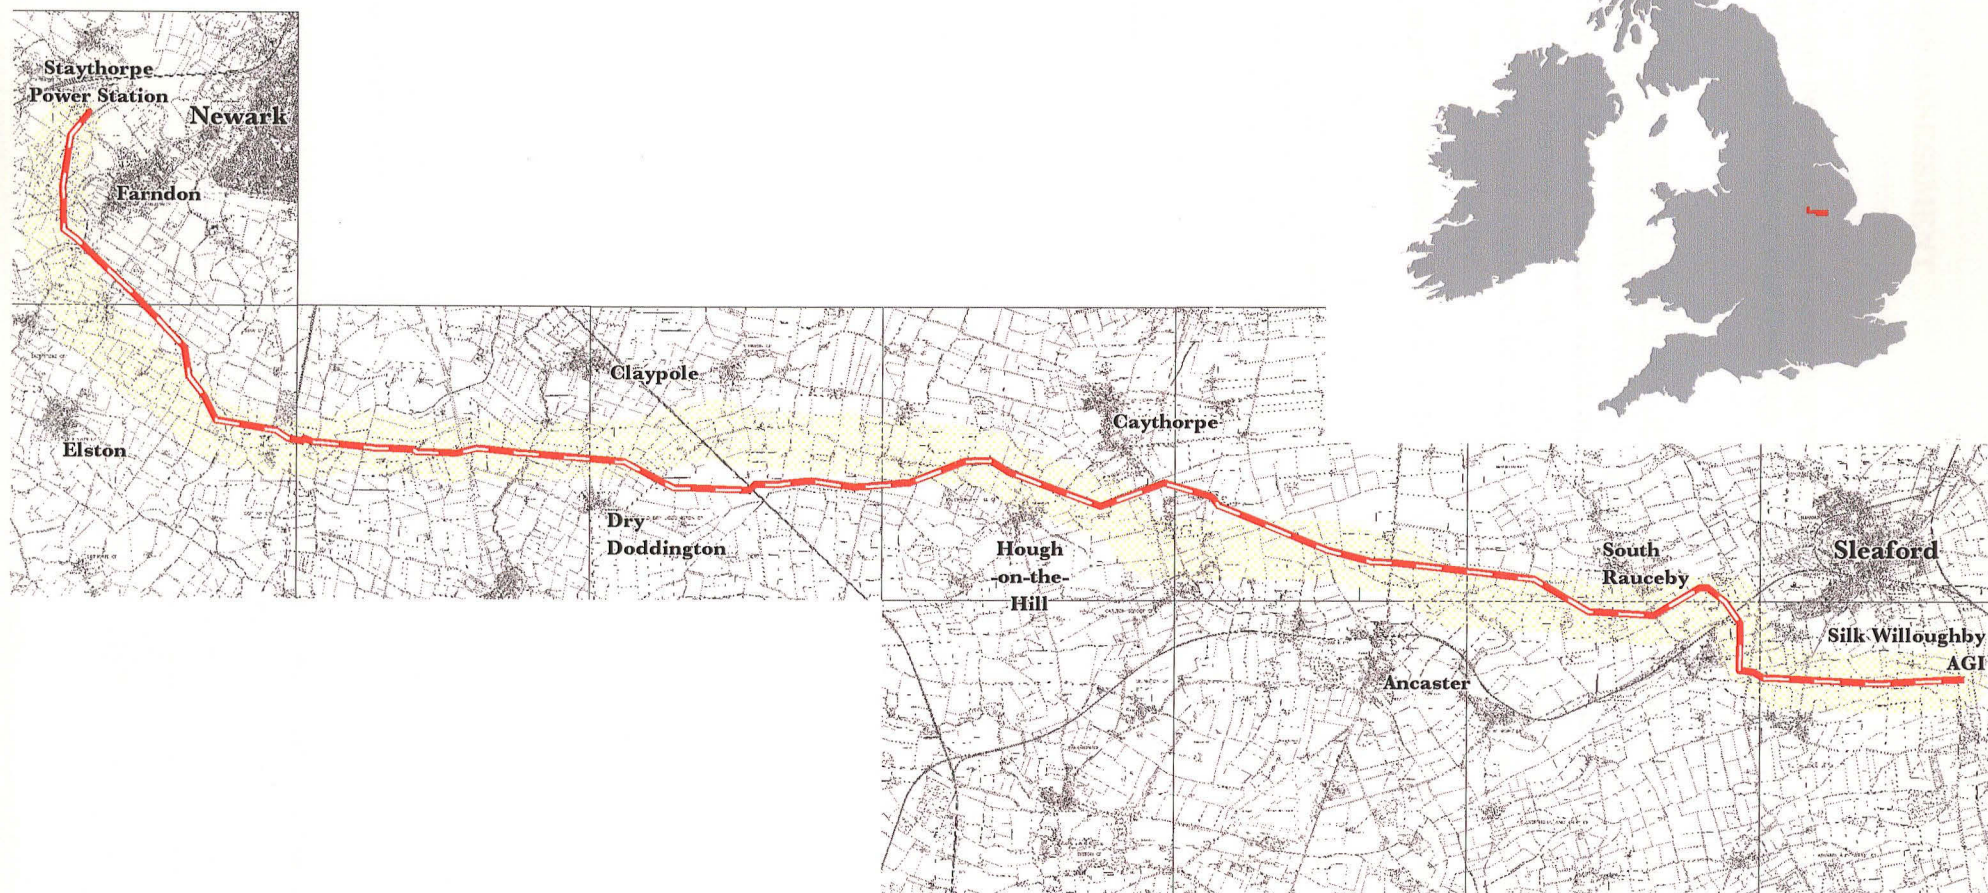 Staythorpe
Power Station
Newark
Farndon
Elston
Claypole
Dry
Doddington
Caythorpe
Hough
-on-the-
Hill
South
Rauceby
Sleaford
Ancaster
Silk Willoughby
AGI